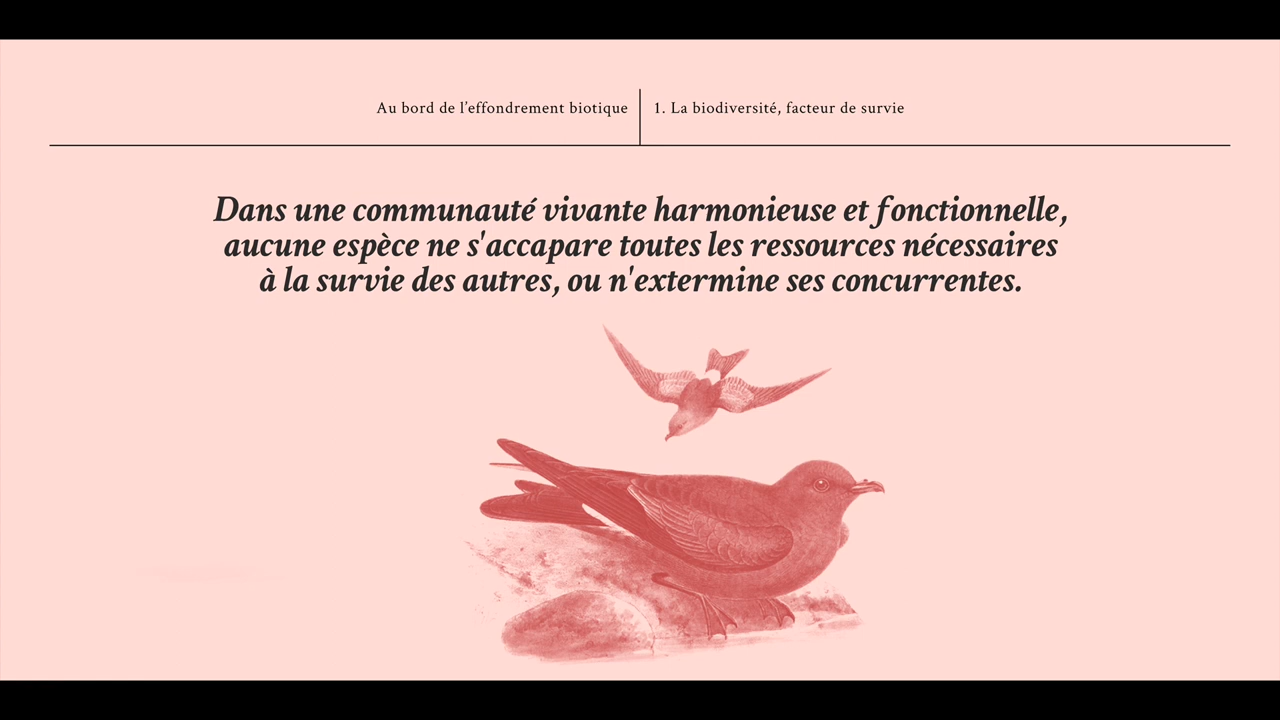 Au bord de l'effondrement biotique
1. La biodiversité, facteur de survie
Dans une communauté vivante harmonieuse et fonctionnelle,
aucune espèce ne s'accapare toutes les ressources nécessaires
à la survie des autres, ou n'extermine ses concurrentes.